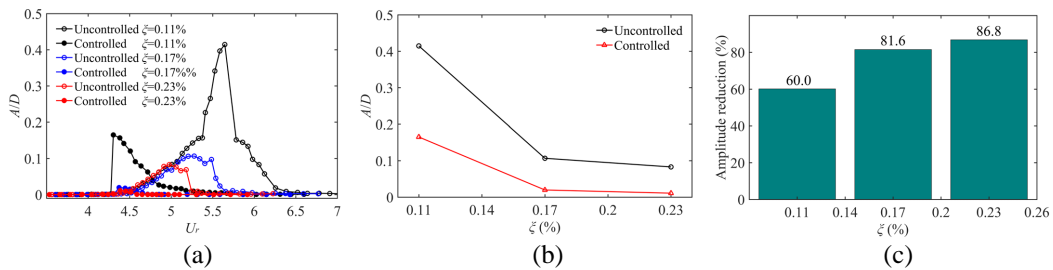 0.5
0.4
0.3
0.2
0.1
0
A/D
Uncontrolled ξ=0.11%
Controlled ξ=0.11%
Uncontrolled ξ=0.17%
Controlled ξ=0.17%%
Uncontrolled ξ=0.23%
Controlled ξ=0.23%
4 4.5 5 5.5 6 6.5 7
Ur
(a)
0.5
0.4
0.3
0.2
0.1
0
A/D
Uncontrolled
Controlled
0.11 0.14 0.17 0.2 0.23
ξ (%)
(b)
80
60
40
20
0
Amplitude reduction (%)
60.0
81.6
86.8
0.11 0.14 0.17 0.2 0.23 0.26
ξ (%)
(c)